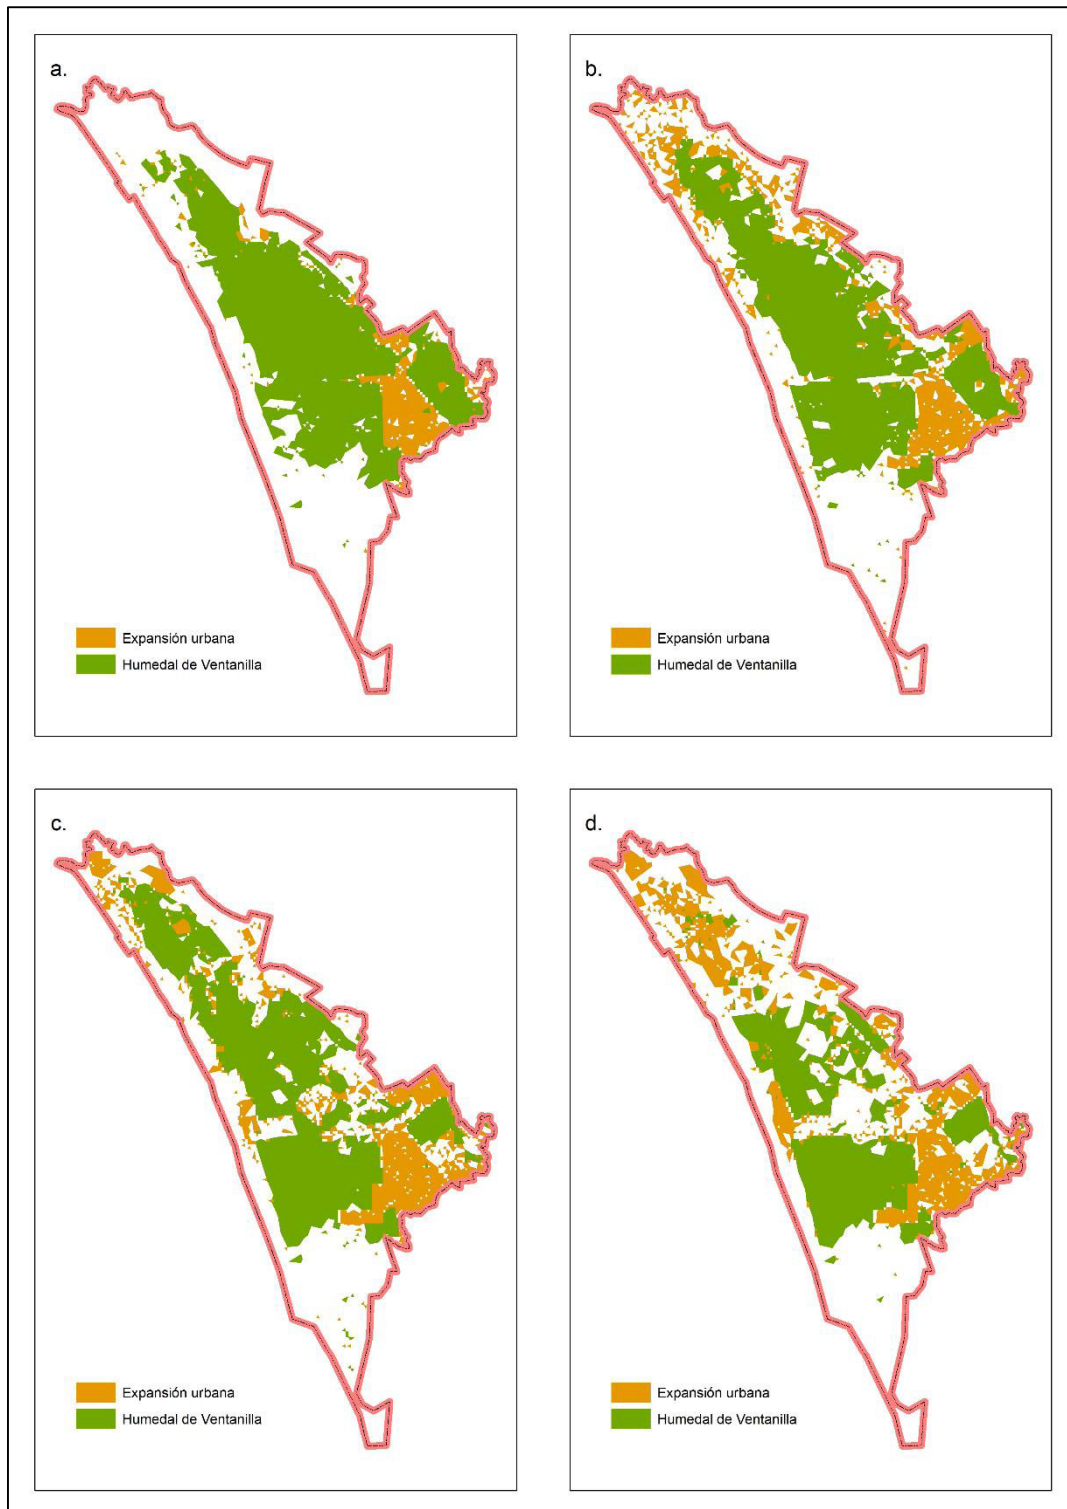 a.
Expansión urbana
Humedal de Ventanilla
b.
Expansión urbana
Humedal de Ventanilla
c.
Expansión urbana
Humedal de Ventanilla
d.
Expansión urbana
Humedal de Ventanilla